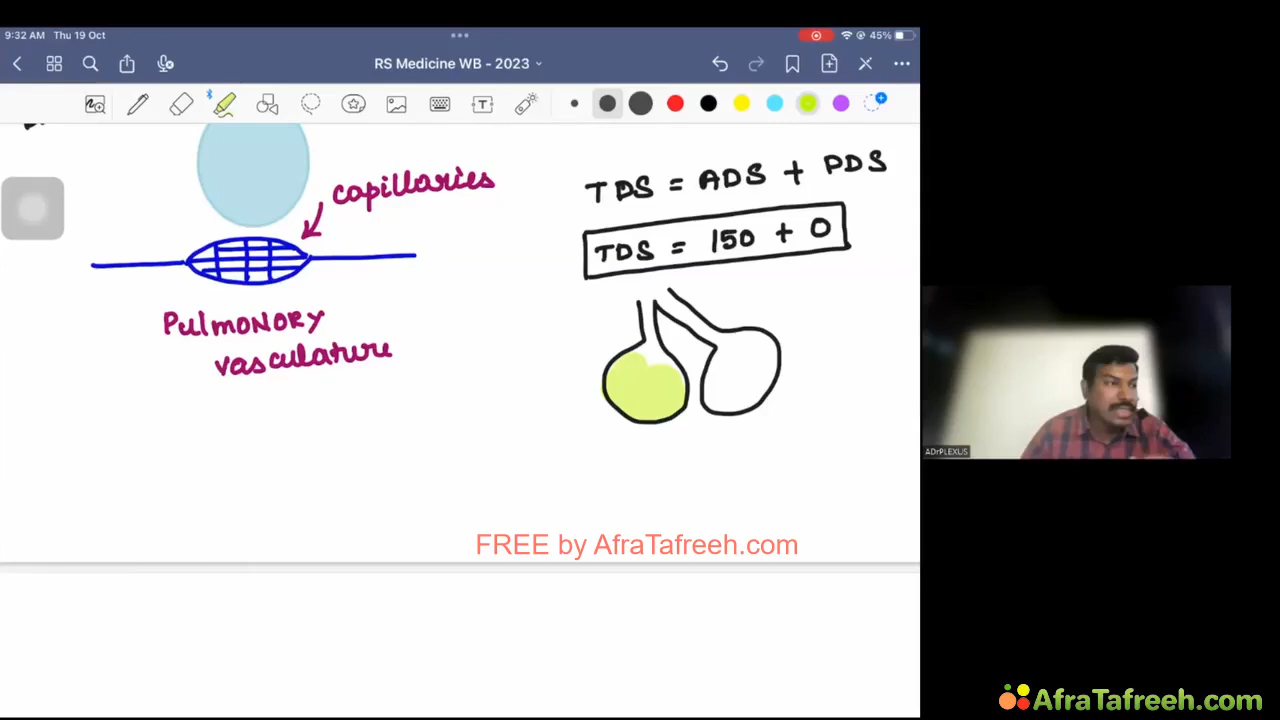 9:32 AM Thu 19 Oct
45%
RS Medicine WB - 2023
T
capillaries
TDS = ADS + PDS
TDS = 150 + 0
PulMONORY
vasculature
ADrPLEXUS
FREE by AfraTafreeh.com
AfraTafreeh.com